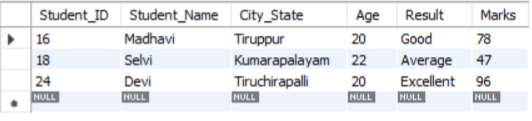 Student_ID Student_Name City_State Age Result Marks
16 Madhavi Tiruppur 20 Good 78
18 Selvi Kumarapalayam 22 Average 47
24 Devi Tiruchirapalli 20 Excellent 96
NULL NULL NULL NULL NULL NULL